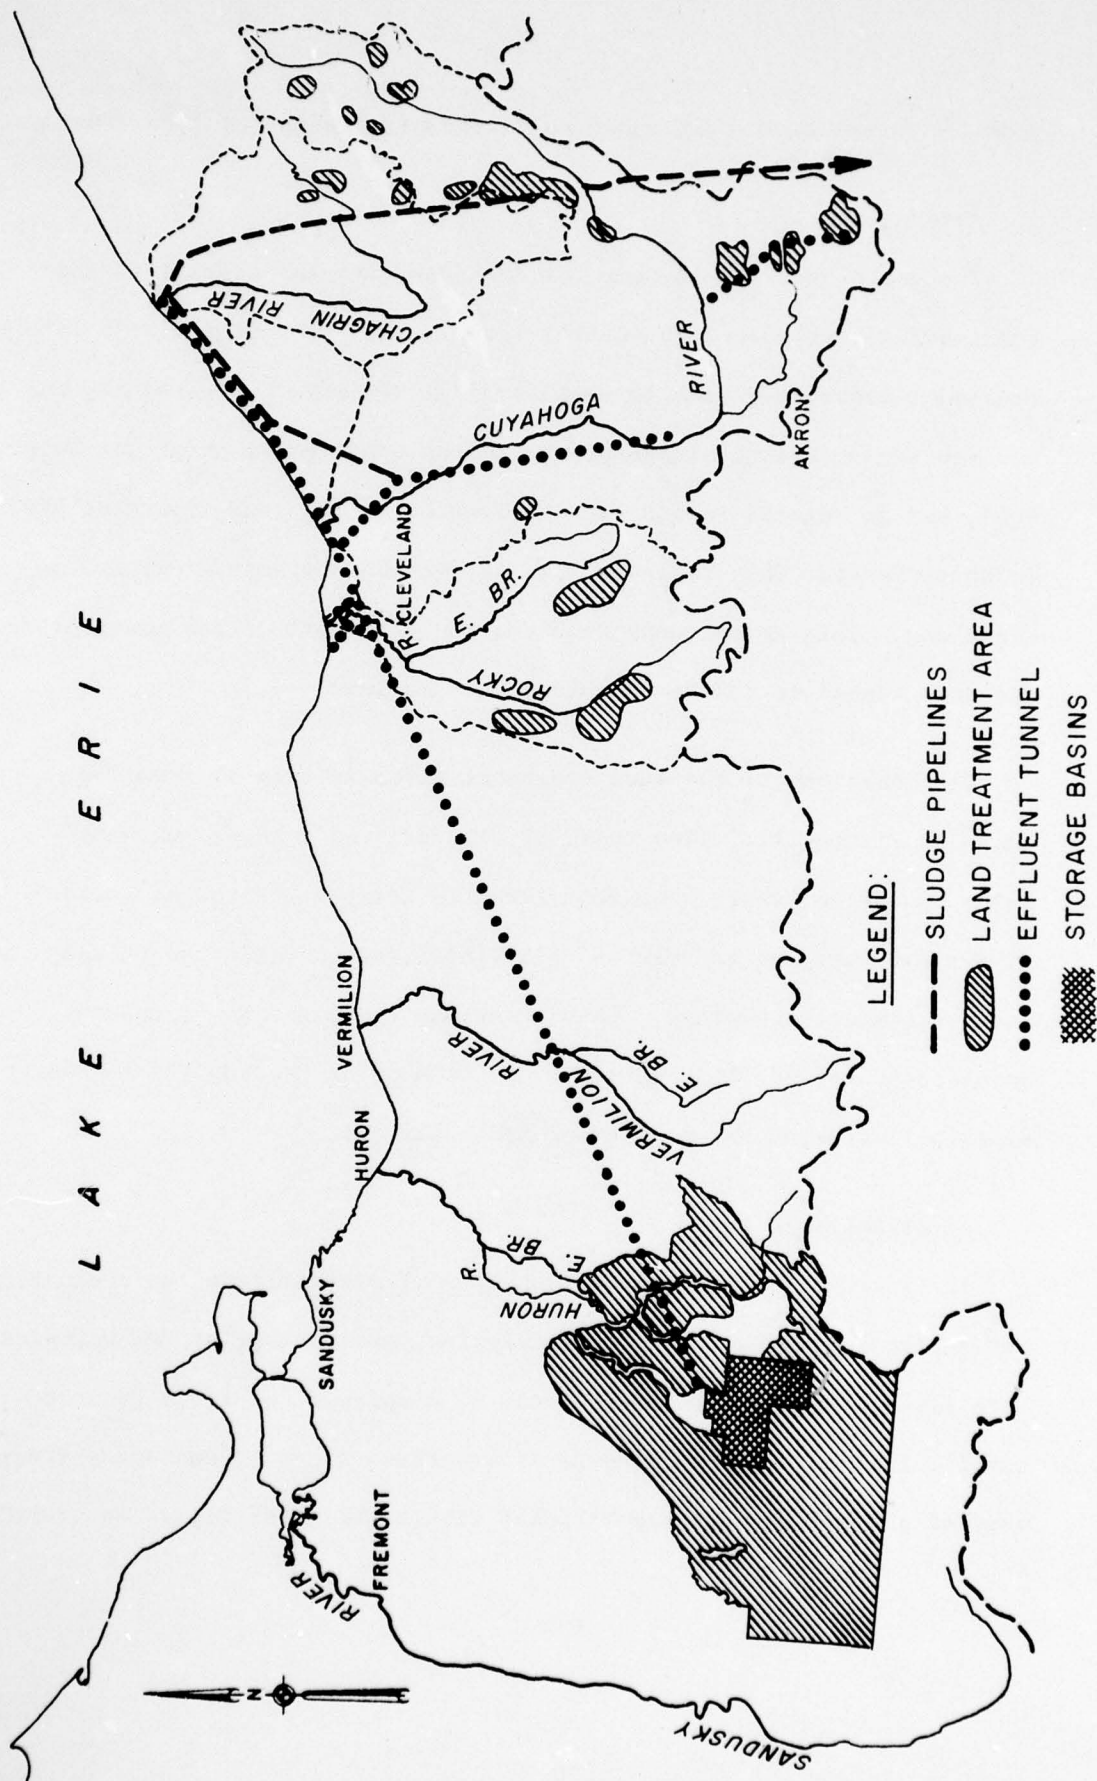 LAKE ERIE
SANDUSKY
HURON
VERMILION
R. CLEVELAND
CHAGRIN
RIVER
CUYAHOGA
RIVER
AKRON
E. BR.
ROCKY
RIVER
VERMILION
E. BR.
R.
E. BR.
HURON
RIVER
FREMONT
SANDUSKY
N
LEGEND:
SLUDGE PIPELINES
LAND TREATMENT AREA
EFFLUENT TUNNEL
STORAGE BASINS